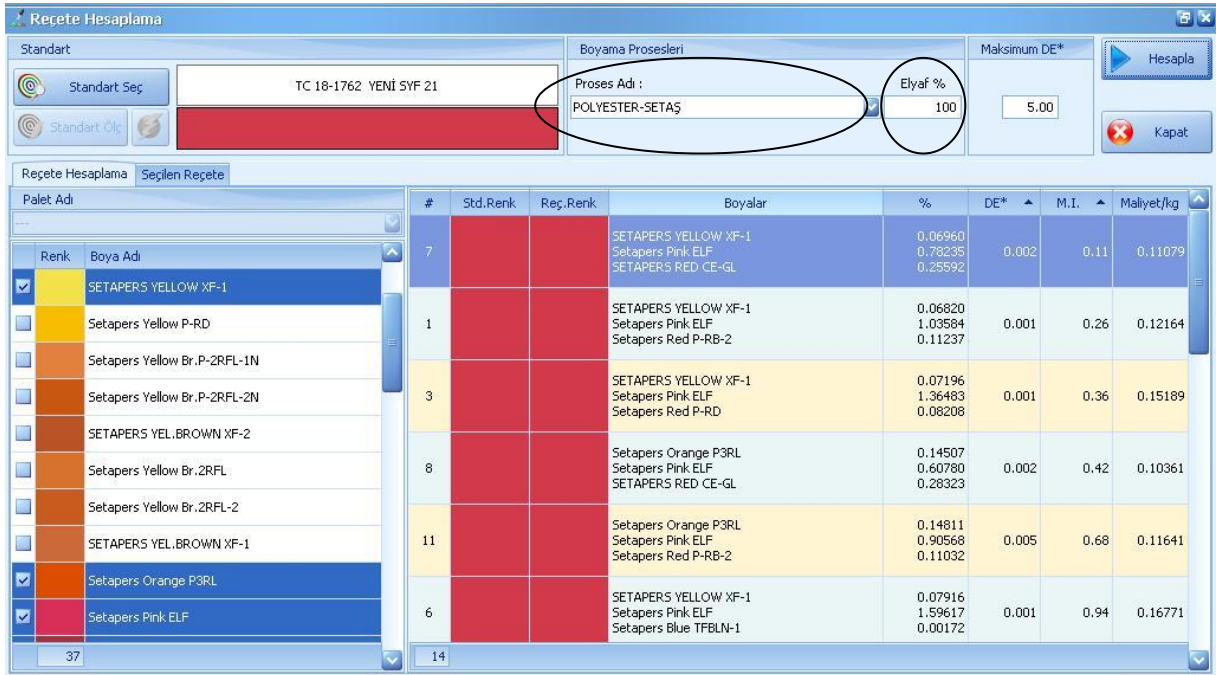 Reçete Hesaplama
Standart
Boyama Prosesleri
Maksimum DE*
Standart Seç
TC 18-1762 YENİ SYF 21
Proses Adı :
Elyaf %
Hesapla
POLYESTER-SETAŞ
100
5.00
Standart Ölç
Kapat
Reçete Hesaplama
Seçilen Reçete
Palet Adı
---
Renk Boya Adı
SETAPERS YELLOW XF-1
Setapers Yellow P-RD
Setapers Yellow Br.P-2RFL-1N
Setapers Yellow Br.P-2RFL-2N
SETAPERS YEL.BROWN XF-2
Setapers Yellow Br.2RFL
Setapers Yellow Br.2RFL-2
SETAPERS YEL.BROWN XF-1
Setapers Orange P3RL
Setapers Pink ELF
37
# Std.Renk Reç.Renk Boyalar % DE* M.I. Maliyet/kg
SETAPERS YELLOW XF-1 0.06960
7 Setapers Pink ELF 0.78235 0.002 0.11 0.11079
SETAPERS RED CE-GL 0.25592
SETAPERS YELLOW XF-1 0.06820
1 Setapers Pink ELF 1.03584 0.001 0.26 0.12164
Setapers Red P-RB-2 0.11237
SETAPERS YELLOW XF-1 0.07196
3 Setapers Pink ELF 1.36483 0.001 0.36 0.15189
Setapers Red P-RD 0.08208
Setapers Orange P3RL 0.14507
8 Setapers Pink ELF 0.60780 0.002 0.42 0.10361
SETAPERS RED CE-GL 0.28323
Setapers Orange P3RL 0.14811
11 Setapers Pink ELF 0.90568 0.005 0.68 0.11641
Setapers Red P-RB-2 0.11032
SETAPERS YELLOW XF-1 0.07916
6 Setapers Pink ELF 1.59617 0.001 0.94 0.16771
Setapers Blue TFBLN-1 0.00172
14